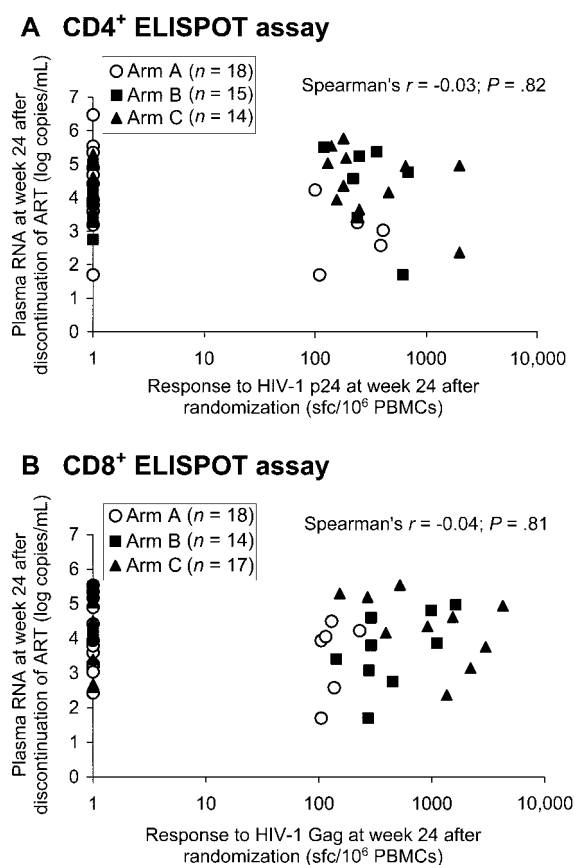 A CD4⁺ ELISPOT assay
Arm A (n = 18)
Arm B (n = 15)
Arm C (n = 14)
Spearman's r = -0.03; P = .82
Plasma RNA at week 24 after
discontinuation of ART (log copies/mL)
7
6
5
4
3
2
1
0
1 10 100 1000 10,000
Response to HIV-1 p24 at week 24 after
randomization (sfc/10⁶ PBMCs)
B CD8⁺ ELISPOT assay
Arm A (n = 18)
Arm B (n = 14)
Arm C (n = 17)
Spearman's r = -0.04; P = .81
Plasma RNA at week 24 after
discontinuation of ART (log copies/mL)
7
6
5
4
3
2
1
0
1 10 100 1000 10,000
Response to HIV-1 Gag at week 24 after
randomization (sfc/10⁶ PBMCs)